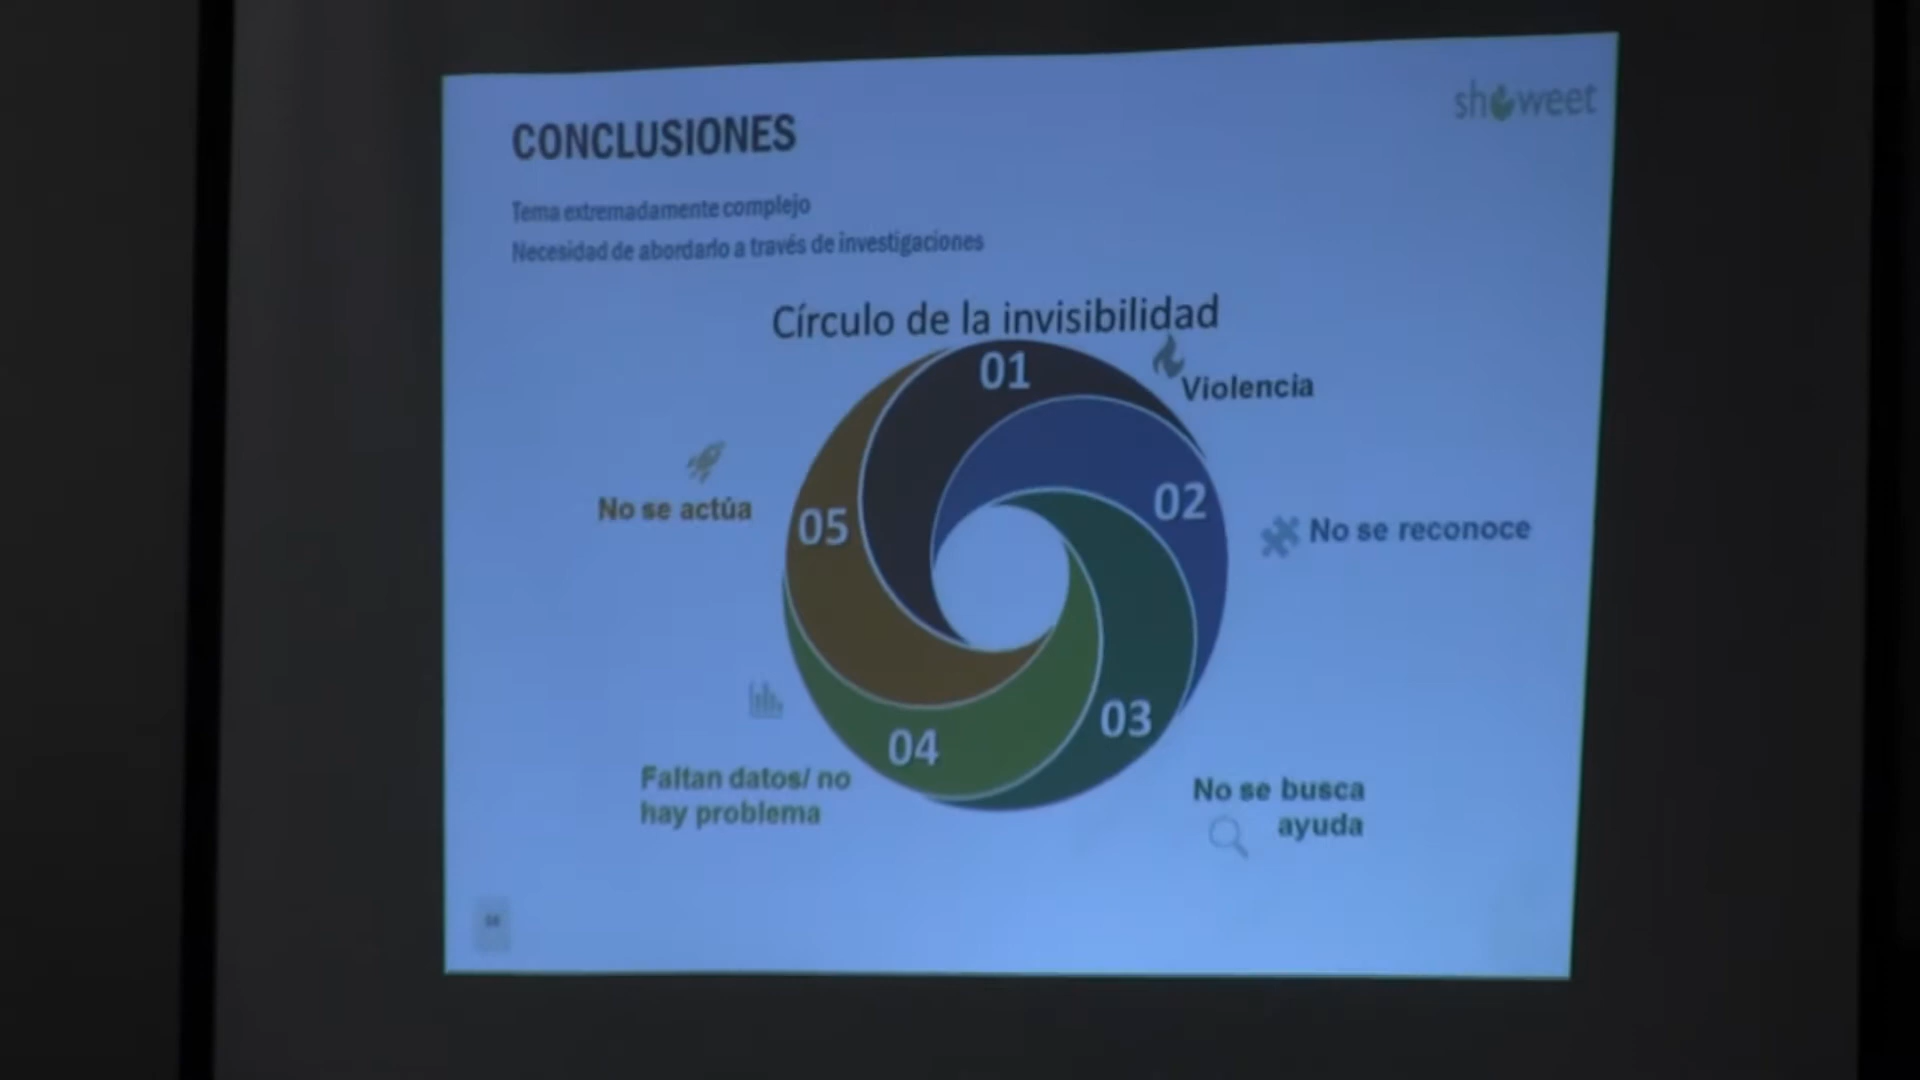 showeet
CONCLUSIONES
Tema extremadamente complejo
Necesidad de abordarlo a través de investigaciones
Círculo de la invisibilidad
01
Violencia
02
No se reconoce
03
No se busca
ayuda
04
Faltan datos/ no
hay problema
05
No se actúa